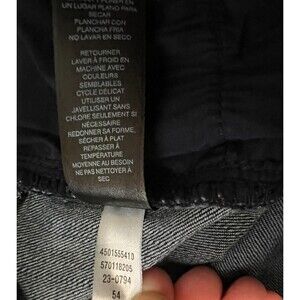 UN LUGAR PLANO PARA
SECAR
PLANCHAR CON
PLANCHA FRIA
NO LAVAR EN SECO
RETOURNER
LAVER À FROID EN
MACHINE AVEC
COULEURS
SEMBLABLES
CYCLE DÉLICAT
UTILISER UN
JAVELLISANT SANS
CHLORE SEULEMENT SI
NÉCESSAIRE
REDONNER SA FORME,
SÉCHER À PLAT
REPASSER À
TEMPÉRATURE
MOYENNE AU BESOIN
NE PAS NETTOYER À
SEC
4501555410
570118205
23-0794
54